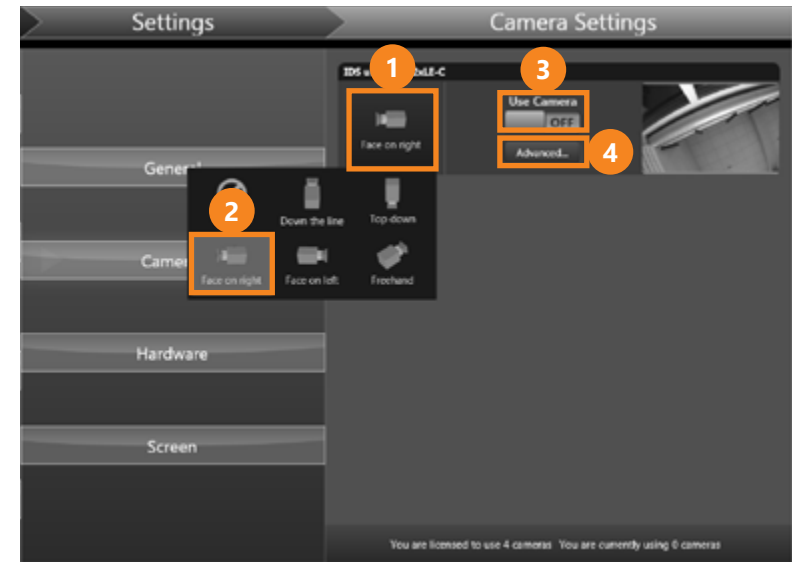 Settings
Camera Settings
IDS
1
3
Use Camera
OFF
Face on right
Advanced...
4
General
2
Down the line
Top-down
Face on right
Face on left
Freehand
Hardware
Screen
You are licensed to use 4 cameras You are currently using 0 cameras